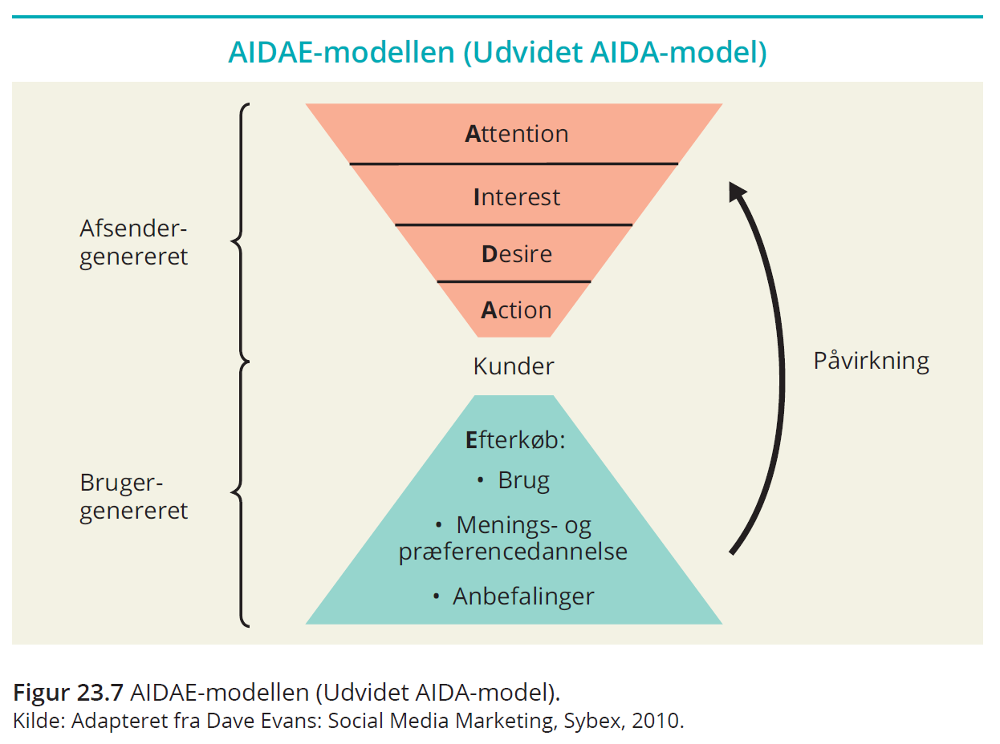 AIDAE-modellen (Udvidet AIDA-model)
Attention
Interest
Desire
Action
Afsender-
genereret
Kunder
Påvirkning
Efterkøb:
• Brug
• Menings- og
præferencedannelse
• Anbefalinger
Bruger-
genereret
Figur 23.7 AIDAE-modellen (Udvidet AIDA-model).
Kilde: Adapteret fra Dave Evans: Social Media Marketing, Sybex, 2010.